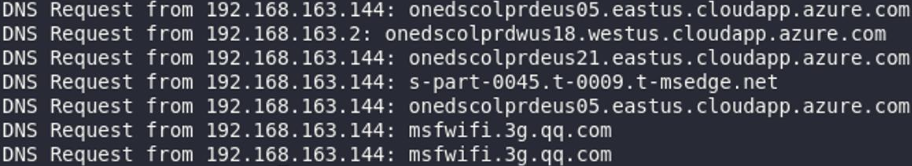 DNS Request from 192.168.163.144: onedscolprdeus05.eastus.cloudapp.azure.com
DNS Request from 192.168.163.2: onedscolprdwus18.westus.cloudapp.azure.com
DNS Request from 192.168.163.144: onedscolprdeus21.eastus.cloudapp.azure.com
DNS Request from 192.168.163.144: s-part-0045.t-0009.t-msedge.net
DNS Request from 192.168.163.144: onedscolprdeus05.eastus.cloudapp.azure.com
DNS Request from 192.168.163.144: msfwifi.3g.qq.com
DNS Request from 192.168.163.144: msfwifi.3g.qq.com